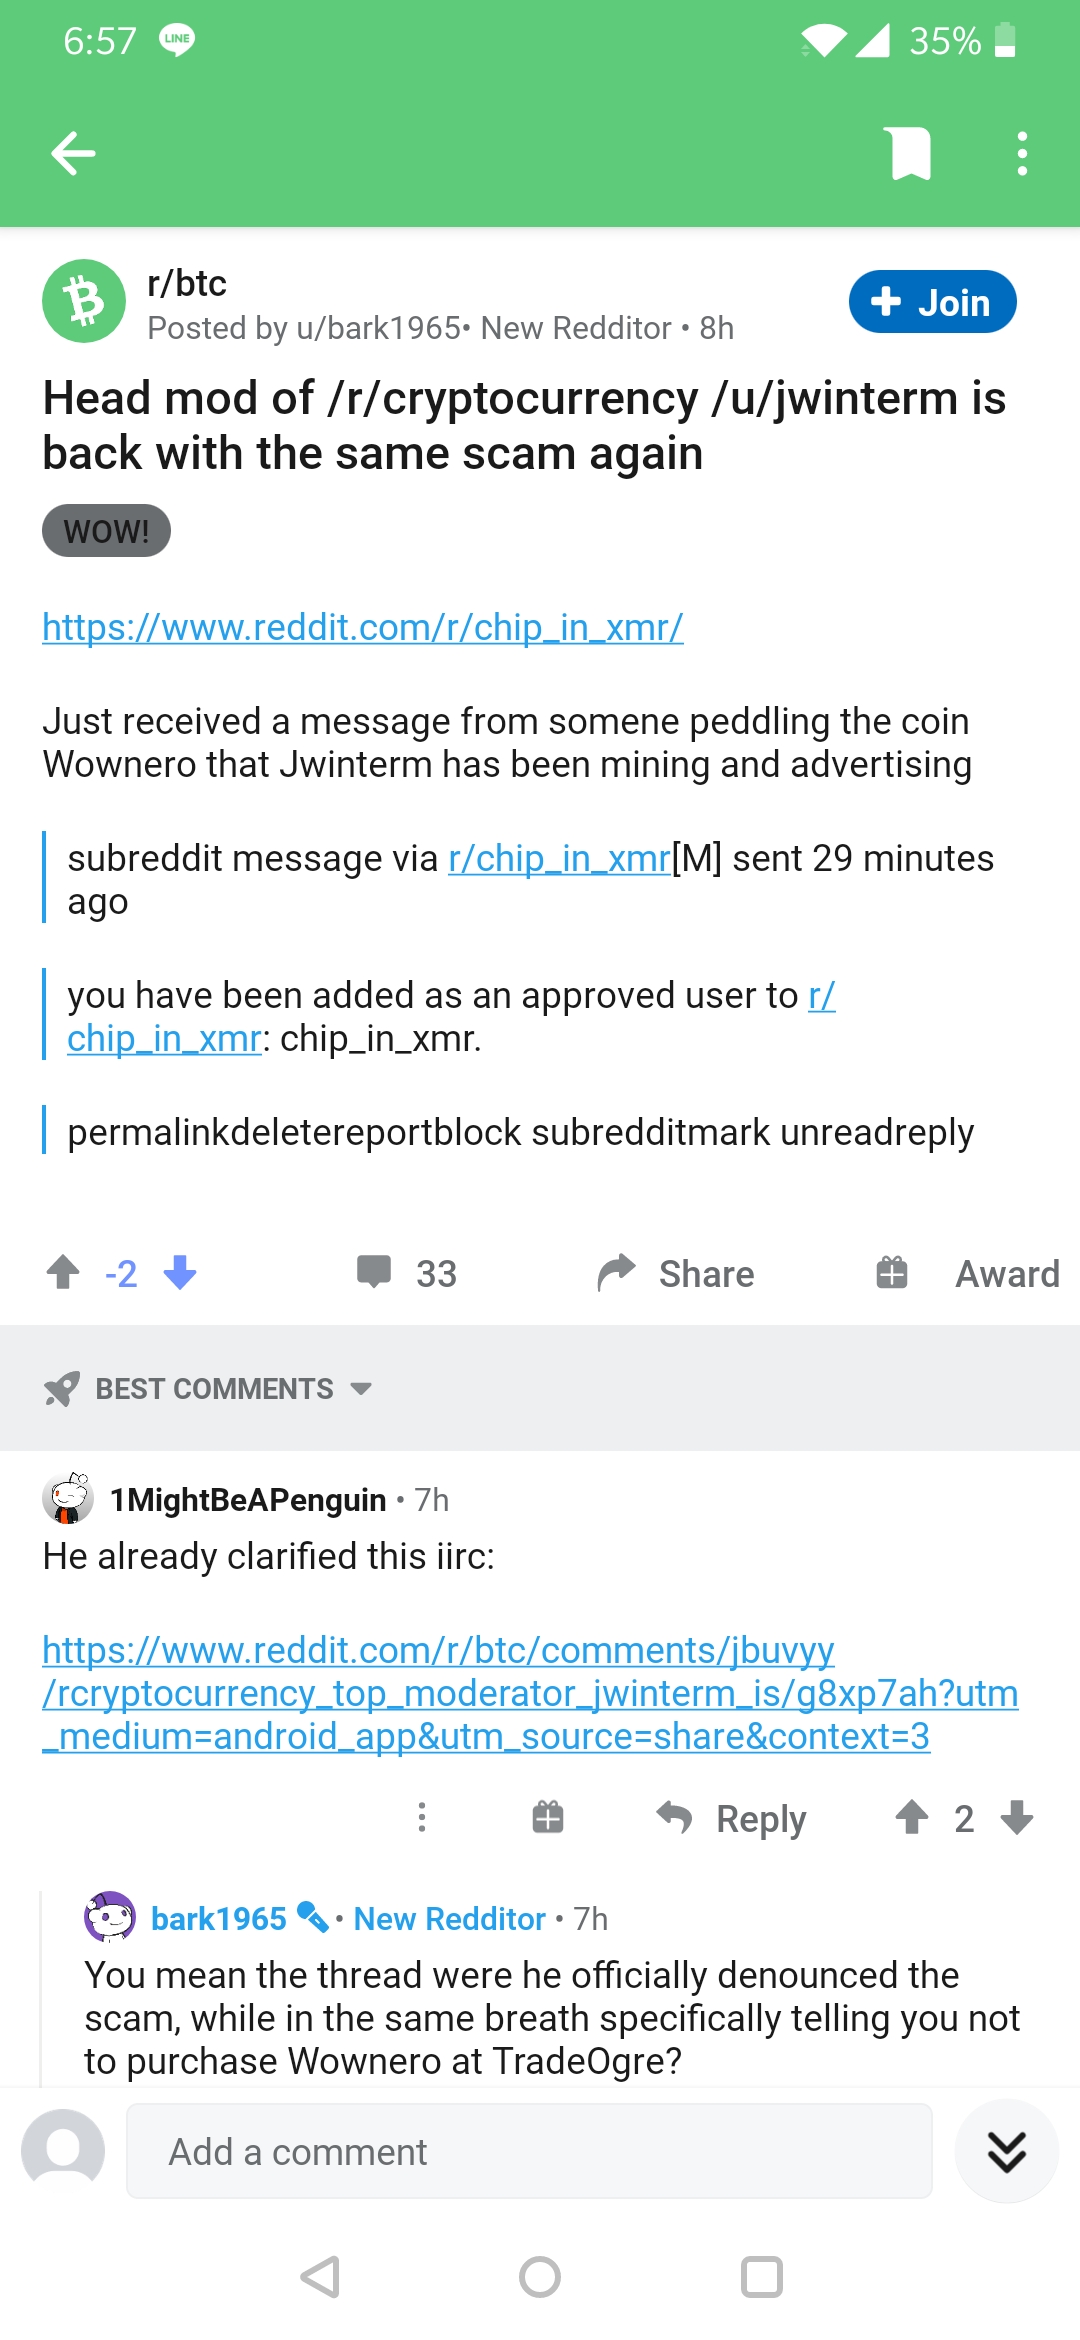 6:57 LINE 35%
r/btc
Posted by u/bark1965• New Redditor • 8h
Join
Head mod of /r/cryptocurrency /u/jwinterm is
back with the same scam again
WOW!
https://www.reddit.com/r/chip_in_xmr/
Just received a message from somene peddling the coin
Wownero that Jwinterm has been mining and advertising
subreddit message via r/chip_in_xmr[M] sent 29 minutes
ago
you have been added as an approved user to r/
chip_in_xmr: chip_in_xmr.
permalinkdeletereportblock subredditmark unreadreply
-2 33 Share Award
BEST COMMENTS
1MightBeAPenguin • 7h
He already clarified this iirc:
https://www.reddit.com/r/btc/comments/jbuvyy
/rcryptocurrency_top_moderator_jwinterm_is/g8xp7ah?utm
_medium=android_app&utm_source=share&context=3
Reply 2
bark1965 • New Redditor • 7h
You mean the thread were he officially denounced the
scam, while in the same breath specifically telling you not
to purchase Wownero at TradeOgre?
Add a comment